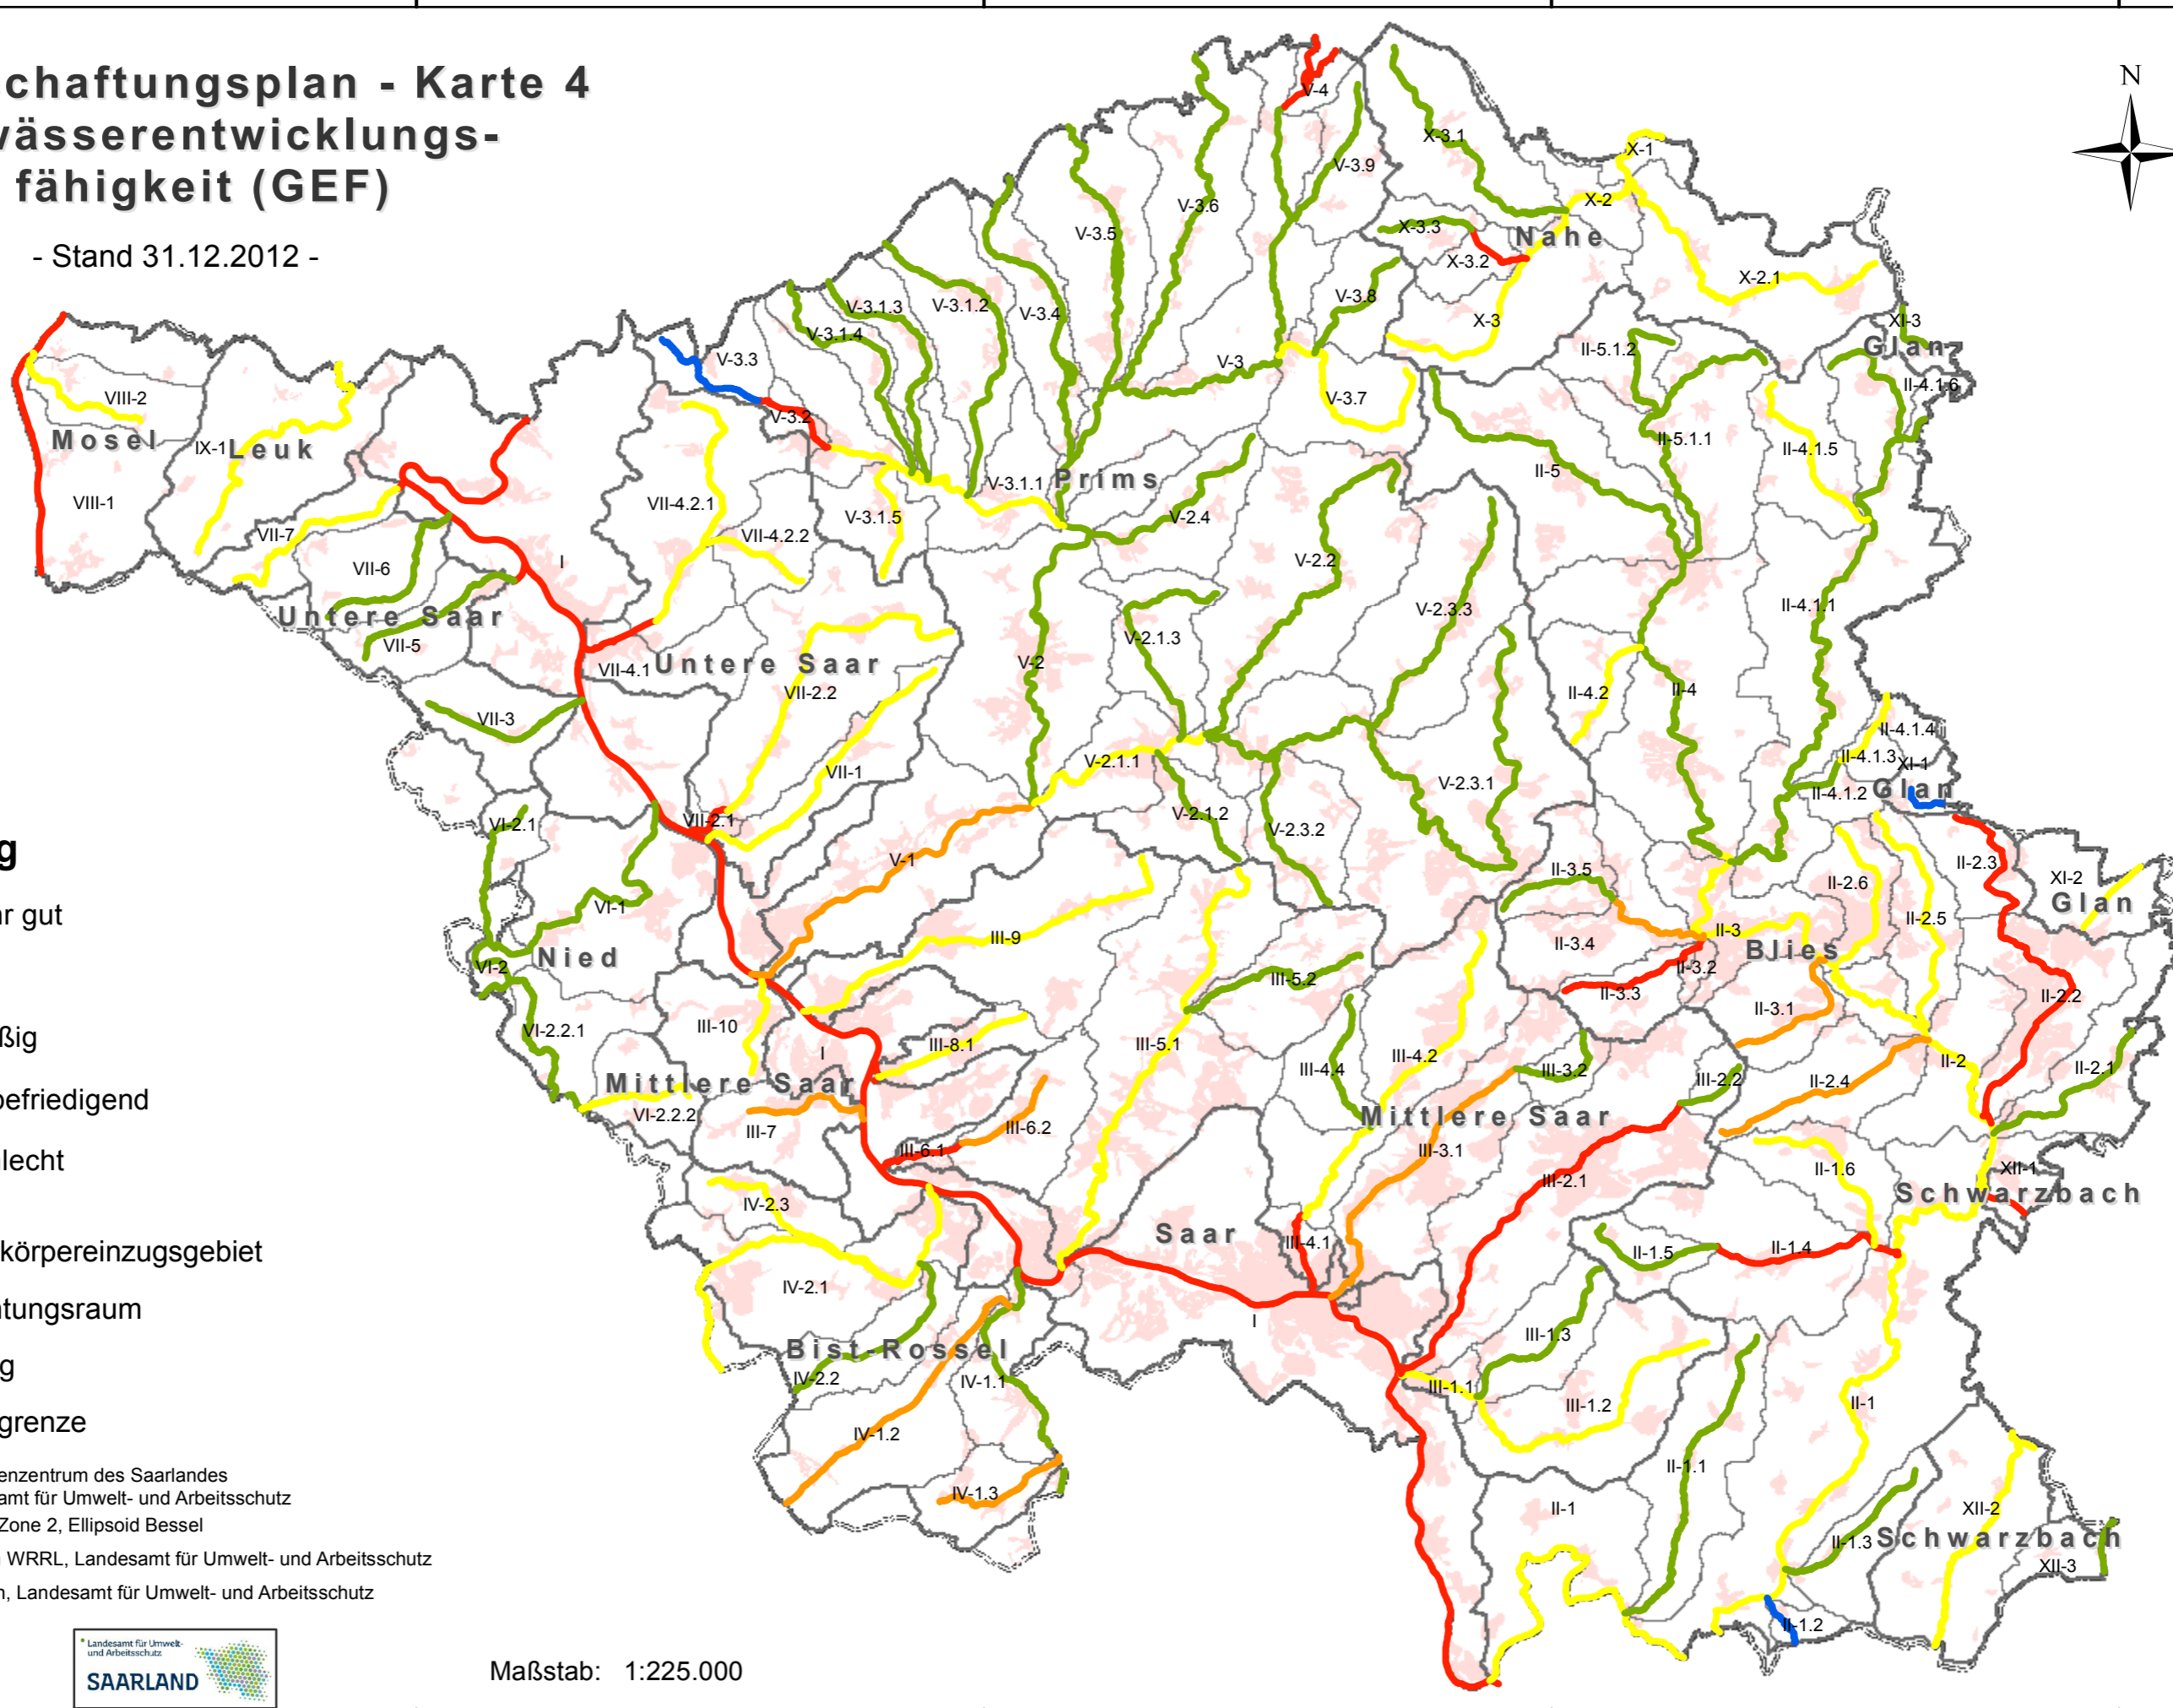 chaftungsplan - Karte 4
vässerentwicklungs-
fähigkeit (GEF)
- Stand 31.12.2012 -
N
V-4
X-3.1
X-1
V-3.9
V-3.6
X-2
V-3.5
X-3.3
Nahe
X-3.2
X-2.1
V-3.8
V-3.1.3
V-3.1.2
V-3.4
X-3
XI-3
V-3.1.4
Glan
II-5.1.2
V-3.3
V-3
II-4.1.6
VIII-2
V-3.7
V-3.2
Mosel
IX-1
Leuk
II-5.1.1
II-4.1.5
II-5
Prims
V-3.1.1
VIII-1
VII-4.2.1
V-3.1.5
V-2.4
VII-7
VII-4.2.2
VII-6
I
V-2.2
Untere Saar
V-2.3.3
II-4.1.1
VII-5
V-2.1.3
VII-4.1
Untere Saar
V-2
VII-2.2
II-4.2
II-4
VII-3
II-4.1.4
V-2.1.1
II-4.1.3
XI-1
VII-1
V-2.3.1
II-4.1.2
Glan
VII-2.1
VI-2.1
V-2.1.2
V-2.3.2
g
V-1
II-3.5
II-2.3
XI-2
II-2.6
Glan
hr gut
VI-1
II-2.5
III-9
II-3
Blies
II-3.4
Nied
VI-2
II-3.2
III-5.2
II-3.3
II-2.2
II-3.1
III-10
VI-2.2.1
ßig
III-8.1
III-5.1
I
III-4.2
II-2
III-4.4
III-3.2
II-2.1
III-2.2
II-2.4
Mittlere Saar
befriedigend
VI-2.2.2
Mittlere Saar
III-7
III-6.2
III-6.1
III-3.1
hlecht
II-1.6
XII-1
III-2.1
Schwarzbach
IV-2.3
Saar
III-4.1
II-1.5
II-1.4
körpereinzugsgebiet
IV-2.1
htungsraum
I
III-1.3
Bist-Rossel
g
IV-2.2
IV-1.1
III-1.1
III-1.2
II-1
grenze
IV-1.2
II-1.1
enzentrum des Saarlandes
amt für Umwelt- und Arbeitsschutz
IV-1.3
II-1
XII-2
Zone 2, Ellipsoid Bessel
II-1.3
Schwarzbach
WRRL, Landesamt für Umwelt- und Arbeitsschutz
XII-3
n, Landesamt für Umwelt- und Arbeitsschutz
II-1.2
Landesamt für Umwelt-
und Arbeitsschutz
SAARLAND
Maßstab: 1:225.000